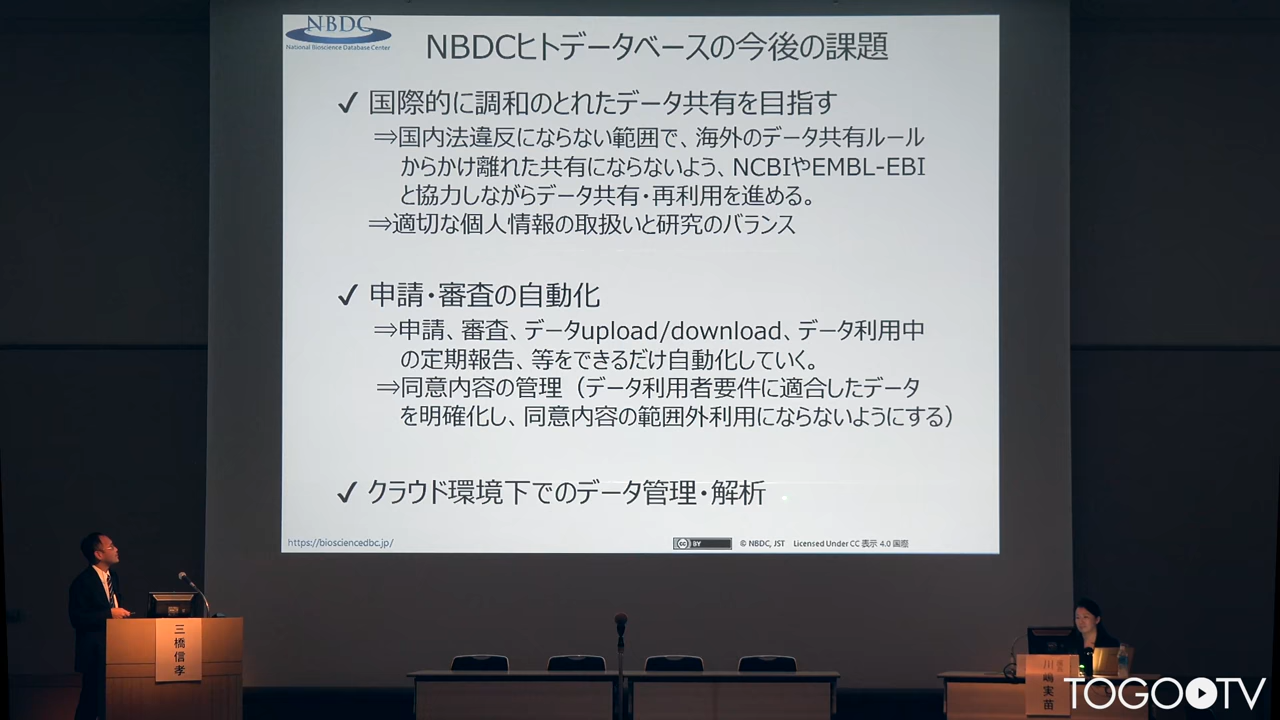 NBDC
National Bioscience Database Center
NBDCヒトデータベースの今後の課題
✓ 国際的に調和のとれたデータ共有を目指す
⇒国内法違反にならない範囲で、海外のデータ共有ルール
からかけ離れた共有にならないよう、NCBIやEMBL-EBI
と協力しながらデータ共有・再利用を進める。
⇒適切な個人情報の取扱いと研究のバランス
✓ 申請・審査の自動化
⇒申請、審査、データupload/download、データ利用中
の定期報告、等をできるだけ自動化していく。
⇒同意内容の管理（データ利用者要件に適合したデータ
を明確化し、同意内容の範囲外利用にならないようにする）
✓ クラウド環境下でのデータ管理・解析
https://biosciencedbc.jp/
cc BY
© NBDC, JST Licensed Under CC 表示 4.0 国際
三橋信孝
川嶋実苗
TOGOTV